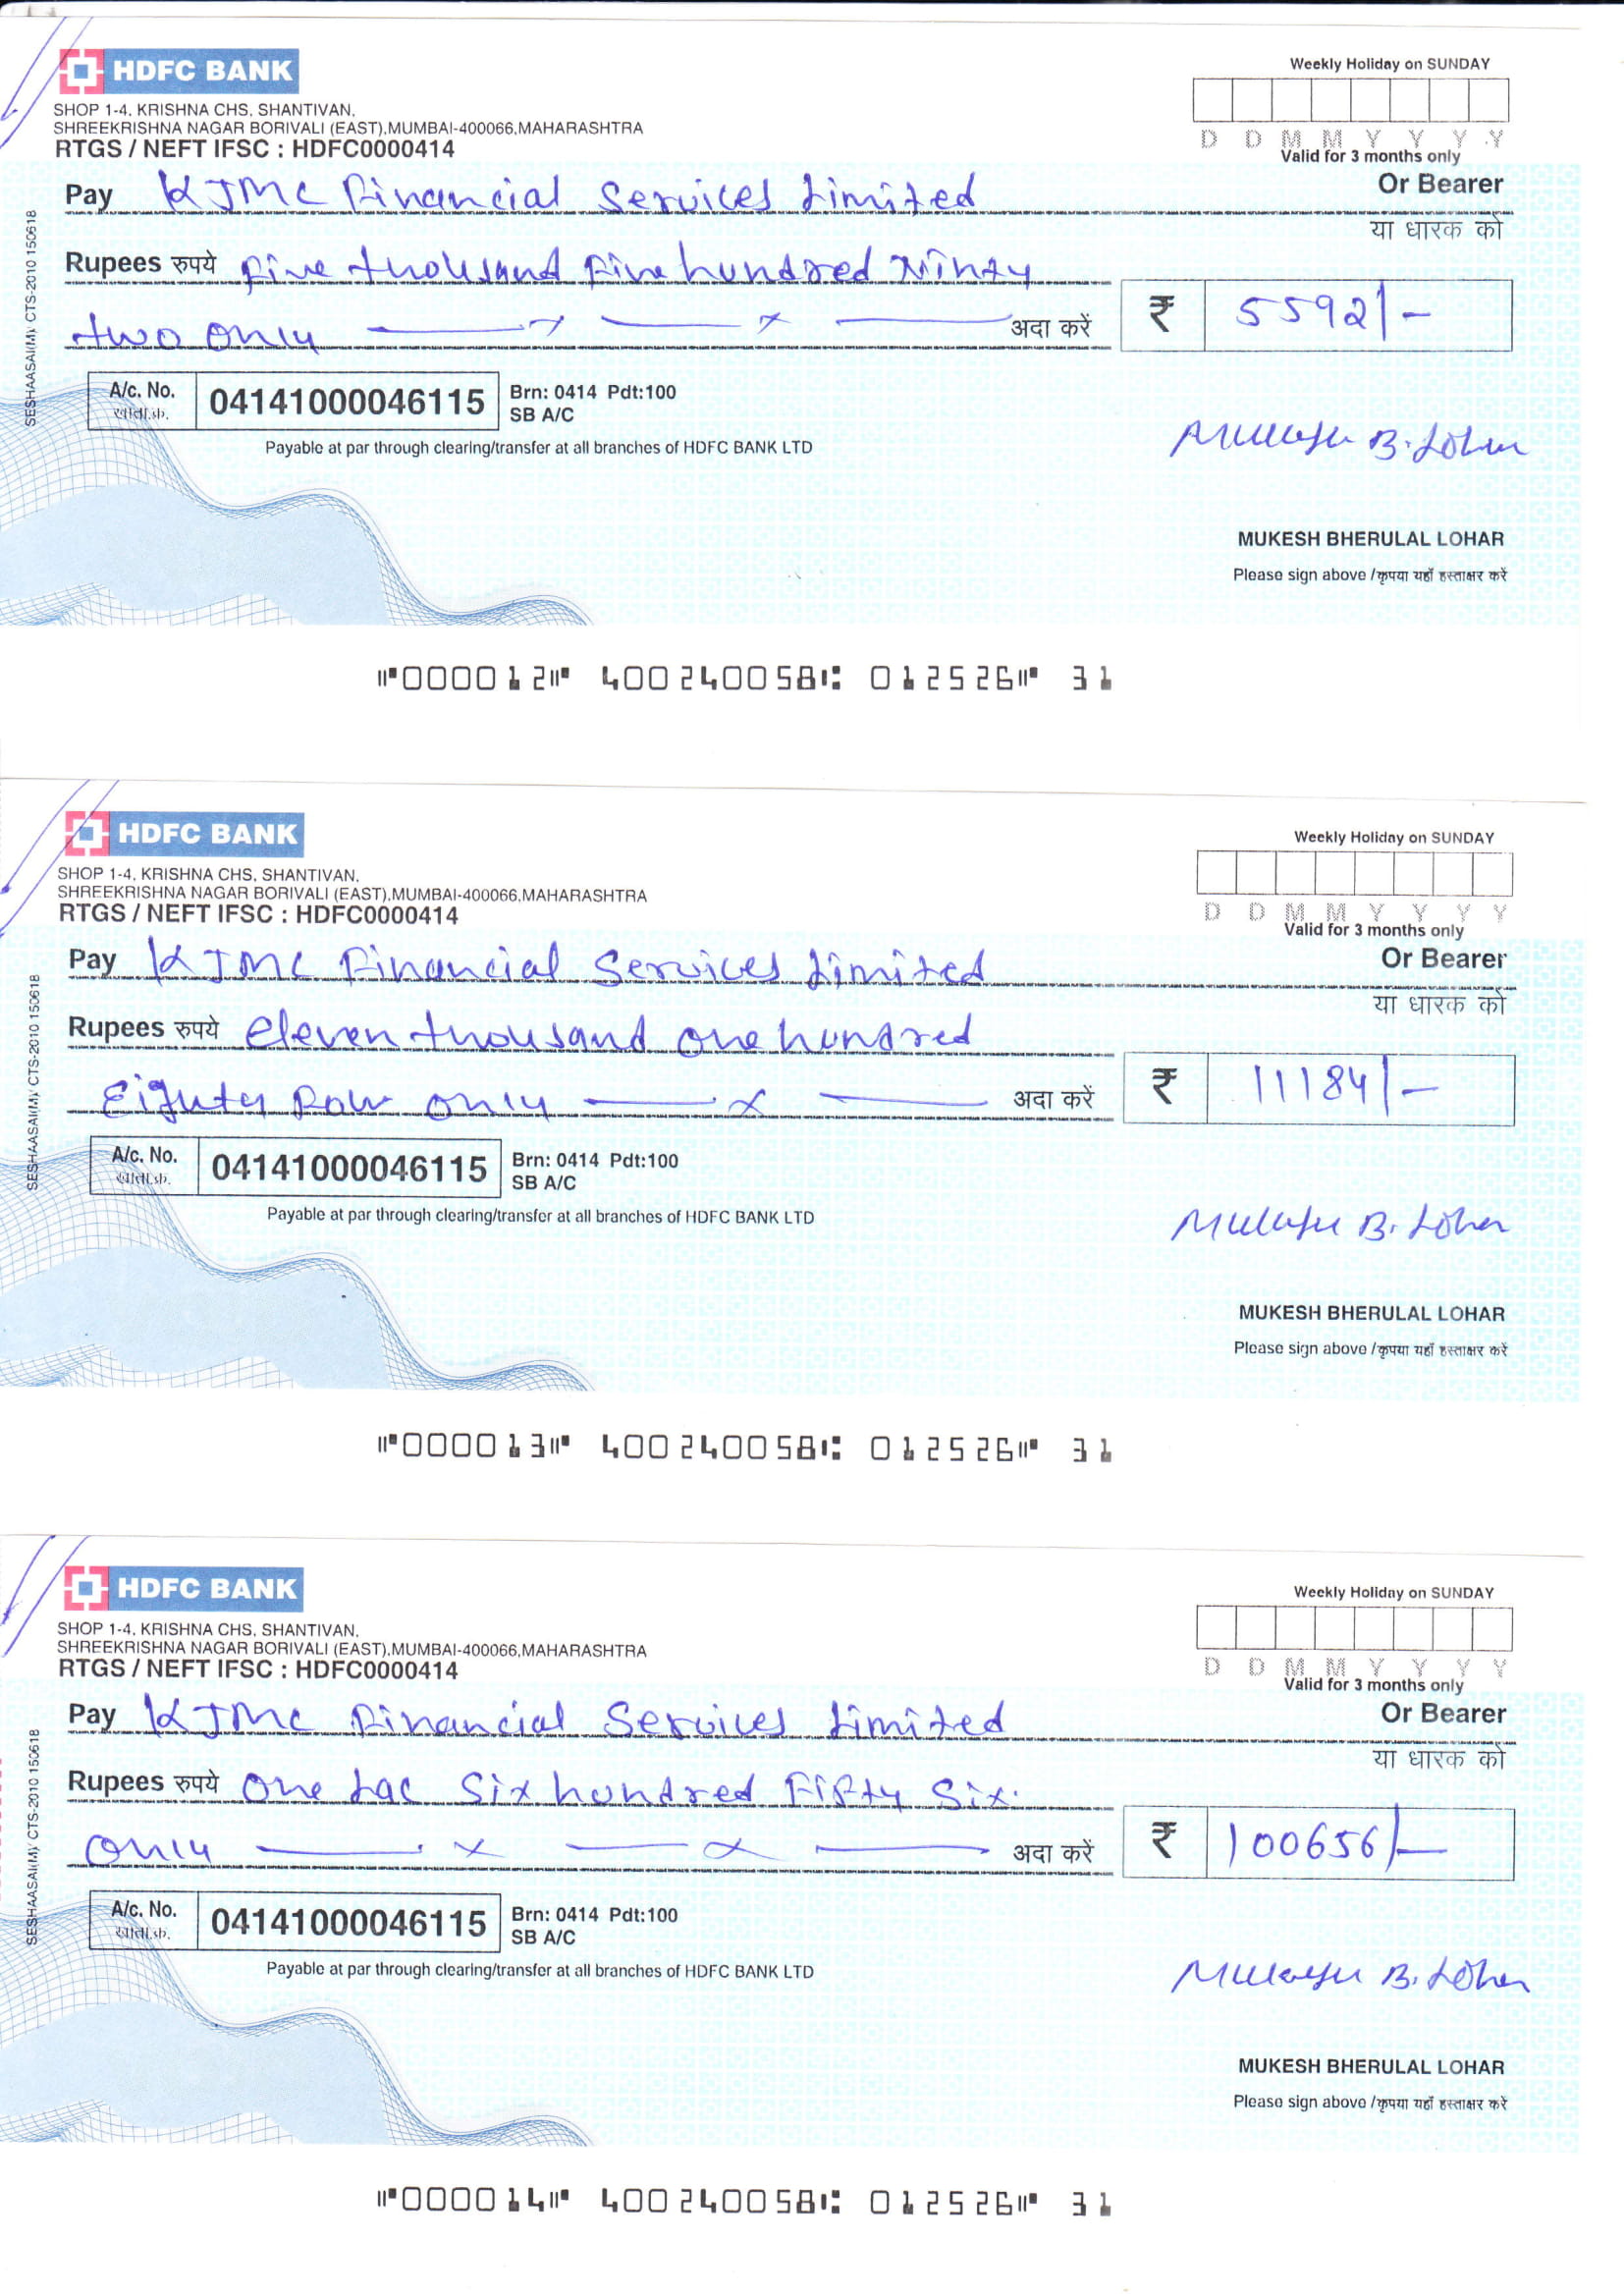 HDFC BANK
Weekly Holiday on SUNDAY
SHOP 1-4, KRISHNA CHS, SHANTIVAN,
SHREEKRISHNA NAGAR BORIVALI (EAST),MUMBAI-400066,MAHARASHTRA
RTGS / NEFT IFSC : HDFC0000414
D D M M Y Y Y Y
Valid for 3 months only
Pay KJMC Financial Services Limited Or Bearer
या धारक को
Rupees रुपये Five thousand Five hundred Ninty
two only अदा करें ₹ 5592/-
A/c. No. 04141000046115 Brn: 0414 Pdt:100
SB A/C
Payable at par through clearing/transfer at all branches of HDFC BANK LTD
Mukesh B. Lohar
MUKESH BHERULAL LOHAR
Please sign above /कृपया यहाँ हस्ताक्षर करें
SESHAASAI(M)/ CTS-2010 150618
⑈000012⑈ 400240058⑆ 012526⑈ 31
HDFC BANK
Weekly Holiday on SUNDAY
SHOP 1-4, KRISHNA CHS, SHANTIVAN,
SHREEKRISHNA NAGAR BORIVALI (EAST),MUMBAI-400066,MAHARASHTRA
RTGS / NEFT IFSC : HDFC0000414
D D M M Y Y Y Y
Valid for 3 months only
Pay KJMC Financial Services Limited Or Bearer
या धारक को
Rupees रुपये Eleven thousand one hundred
Eighty Four only अदा करें ₹ 11184/-
A/c. No. 04141000046115 Brn: 0414 Pdt:100
SB A/C
Payable at par through clearing/transfer at all branches of HDFC BANK LTD
Mukesh B. Lohar
MUKESH BHERULAL LOHAR
Please sign above /कृपया यहाँ हस्ताक्षर करें
SESHAASAI(M)/ CTS-2010 150618
⑈000013⑈ 400240058⑆ 012526⑈ 31
HDFC BANK
Weekly Holiday on SUNDAY
SHOP 1-4, KRISHNA CHS, SHANTIVAN,
SHREEKRISHNA NAGAR BORIVALI (EAST),MUMBAI-400066,MAHARASHTRA
RTGS / NEFT IFSC : HDFC0000414
D D M M Y Y Y Y
Valid for 3 months only
Pay KJMC Financial Services Limited Or Bearer
या धारक को
Rupees रुपये One Lac Six hundred Fifty Six
only अदा करें ₹ 100656/-
A/c. No. 04141000046115 Brn: 0414 Pdt:100
SB A/C
Payable at par through clearing/transfer at all branches of HDFC BANK LTD
Mukesh B. Lohar
MUKESH BHERULAL LOHAR
Please sign above /कृपया यहाँ हस्ताक्षर करें
SESHAASAI(M)/ CTS-2010 150618
⑈000014⑈ 400240058⑆ 012526⑈ 31